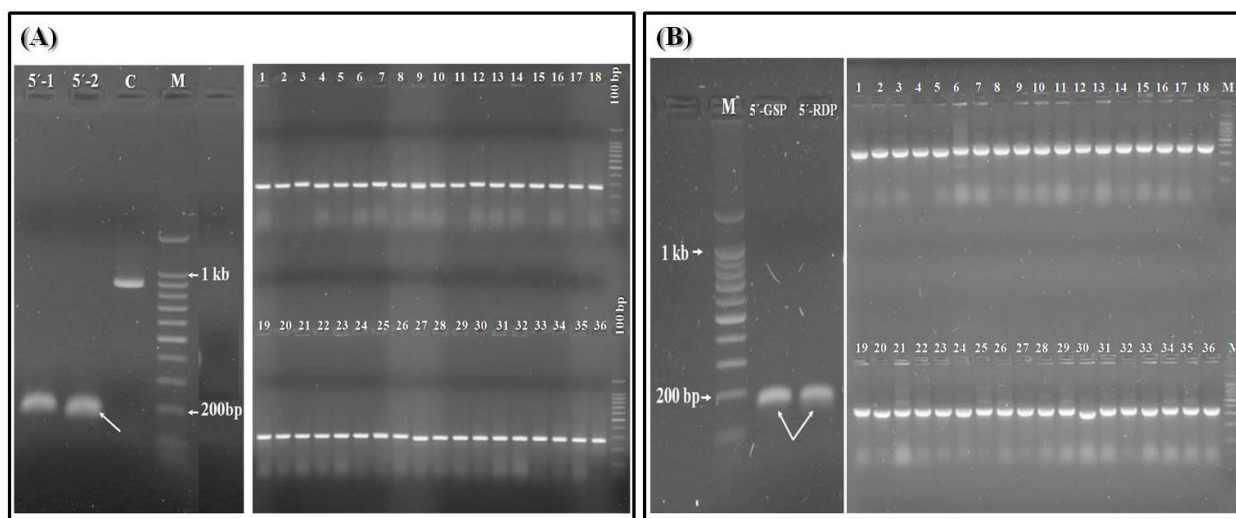 (A)
5´-1 5´-2 C M
1 kb
200bp
1 2 3 4 5 6 7 8 9 10 11 12 13 14 15 16 17 18 100 bp
19 20 21 22 23 24 25 26 27 28 29 30 31 32 33 34 35 36 100 bp
(B)
M 5´-GSP 5´-RDP
1 kb
200 bp
1 2 3 4 5 6 7 8 9 10 11 12 13 14 15 16 17 18 M
19 20 21 22 23 24 25 26 27 28 29 30 31 32 33 34 35 36 M